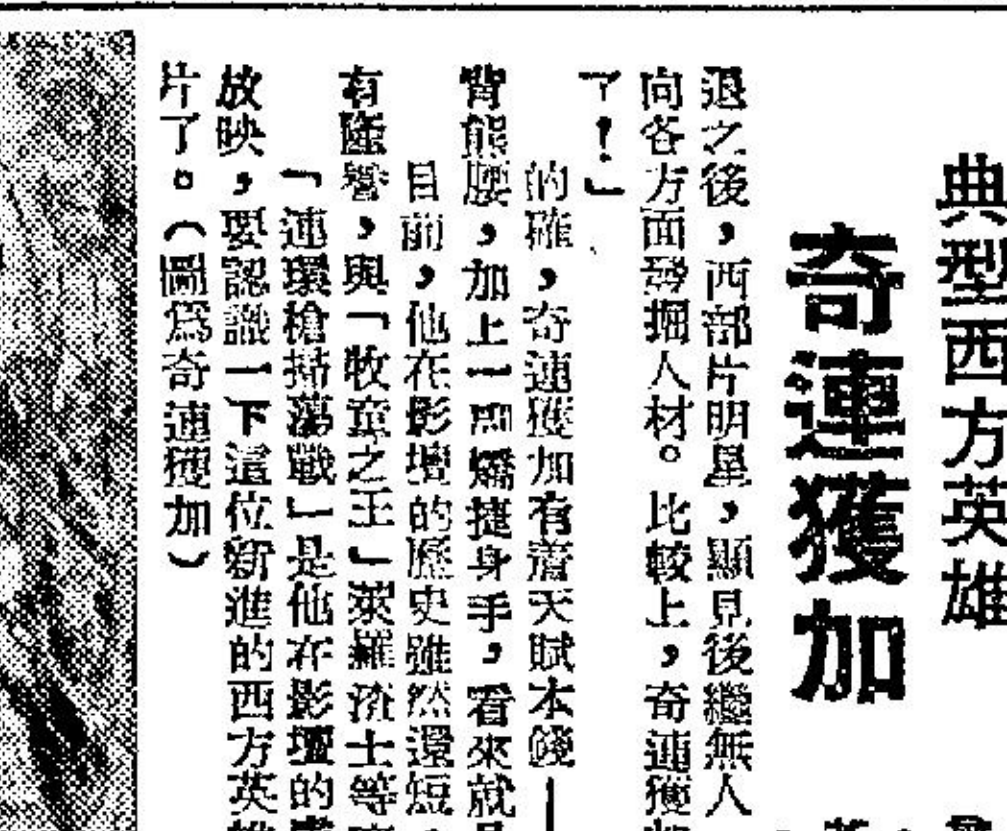 典型西方英雄
奇連獲加
退之後，西部片明星，顯見後繼無人
向各方面發掘人材。比較上，奇連獲
了！」
的確，奇連獲加有着天賦本錢—
背熊腰，加上一副矯捷身手，看來就
目前，他在影壇的歷史雖然還短，
有隆譽，與「牧童之王」萊羅渣士等
「連環槍掃蕩戰」是他在影壇的
放映，要認識一下這位新進的西方英
片了。（圖爲奇連獲加）